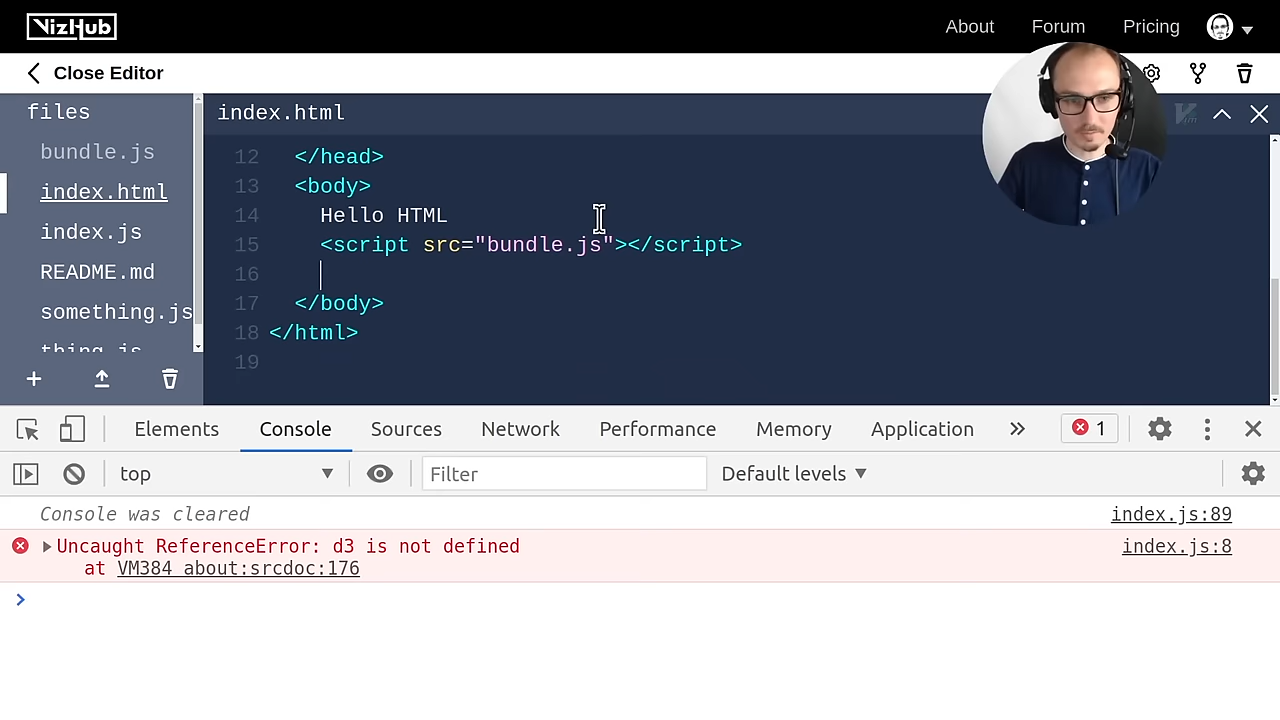 VizHub
About Forum Pricing
Close Editor
files
bundle.js
index.html
index.js
README.md
something.js
thing.js
index.html
12 </head>
13 <body>
14 Hello HTML
15 <script src="bundle.js"></script>
16
17 </body>
18 </html>
19
Elements Console Sources Network Performance Memory Application 1
top Filter Default levels
Console was cleared index.js:89
Uncaught ReferenceError: d3 is not defined index.js:8
at VM384 about:srcdoc:176